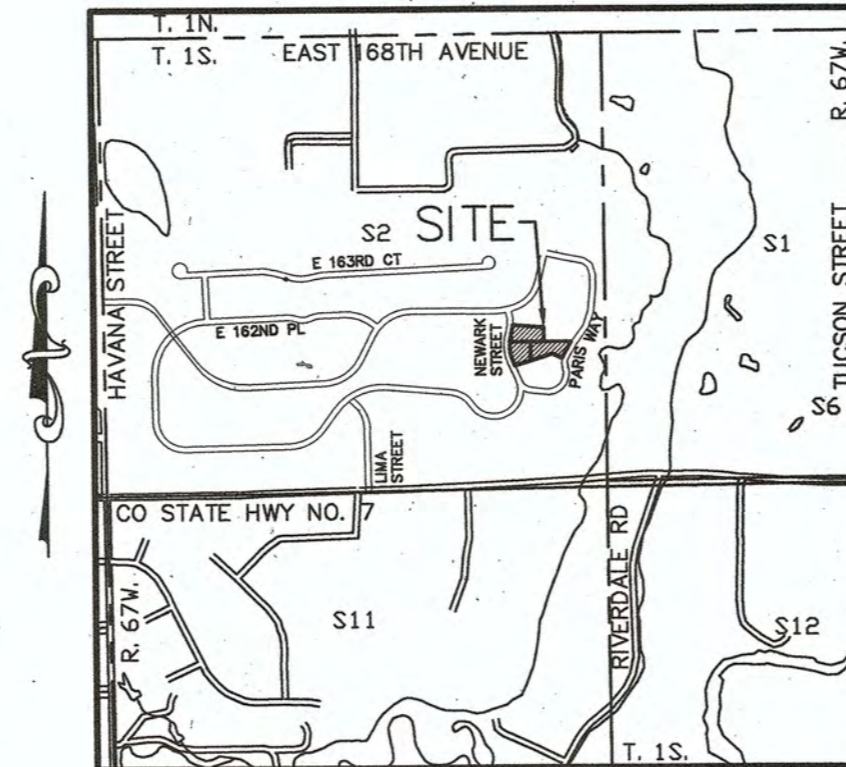 T. 1N.
T. 1S.
EAST 168TH AVENUE
R. 67W.
S2
SITE
S1
E 163RD CT
HAVANA STREET
TUCSON STREET
E 162ND PL
NEWARK
STREET
PARIS WAY
S6
LIMA
STREET
CO STATE HWY NO. 7
RIVERDALE RD
R. 67W.
S11
S12
T. 1S.